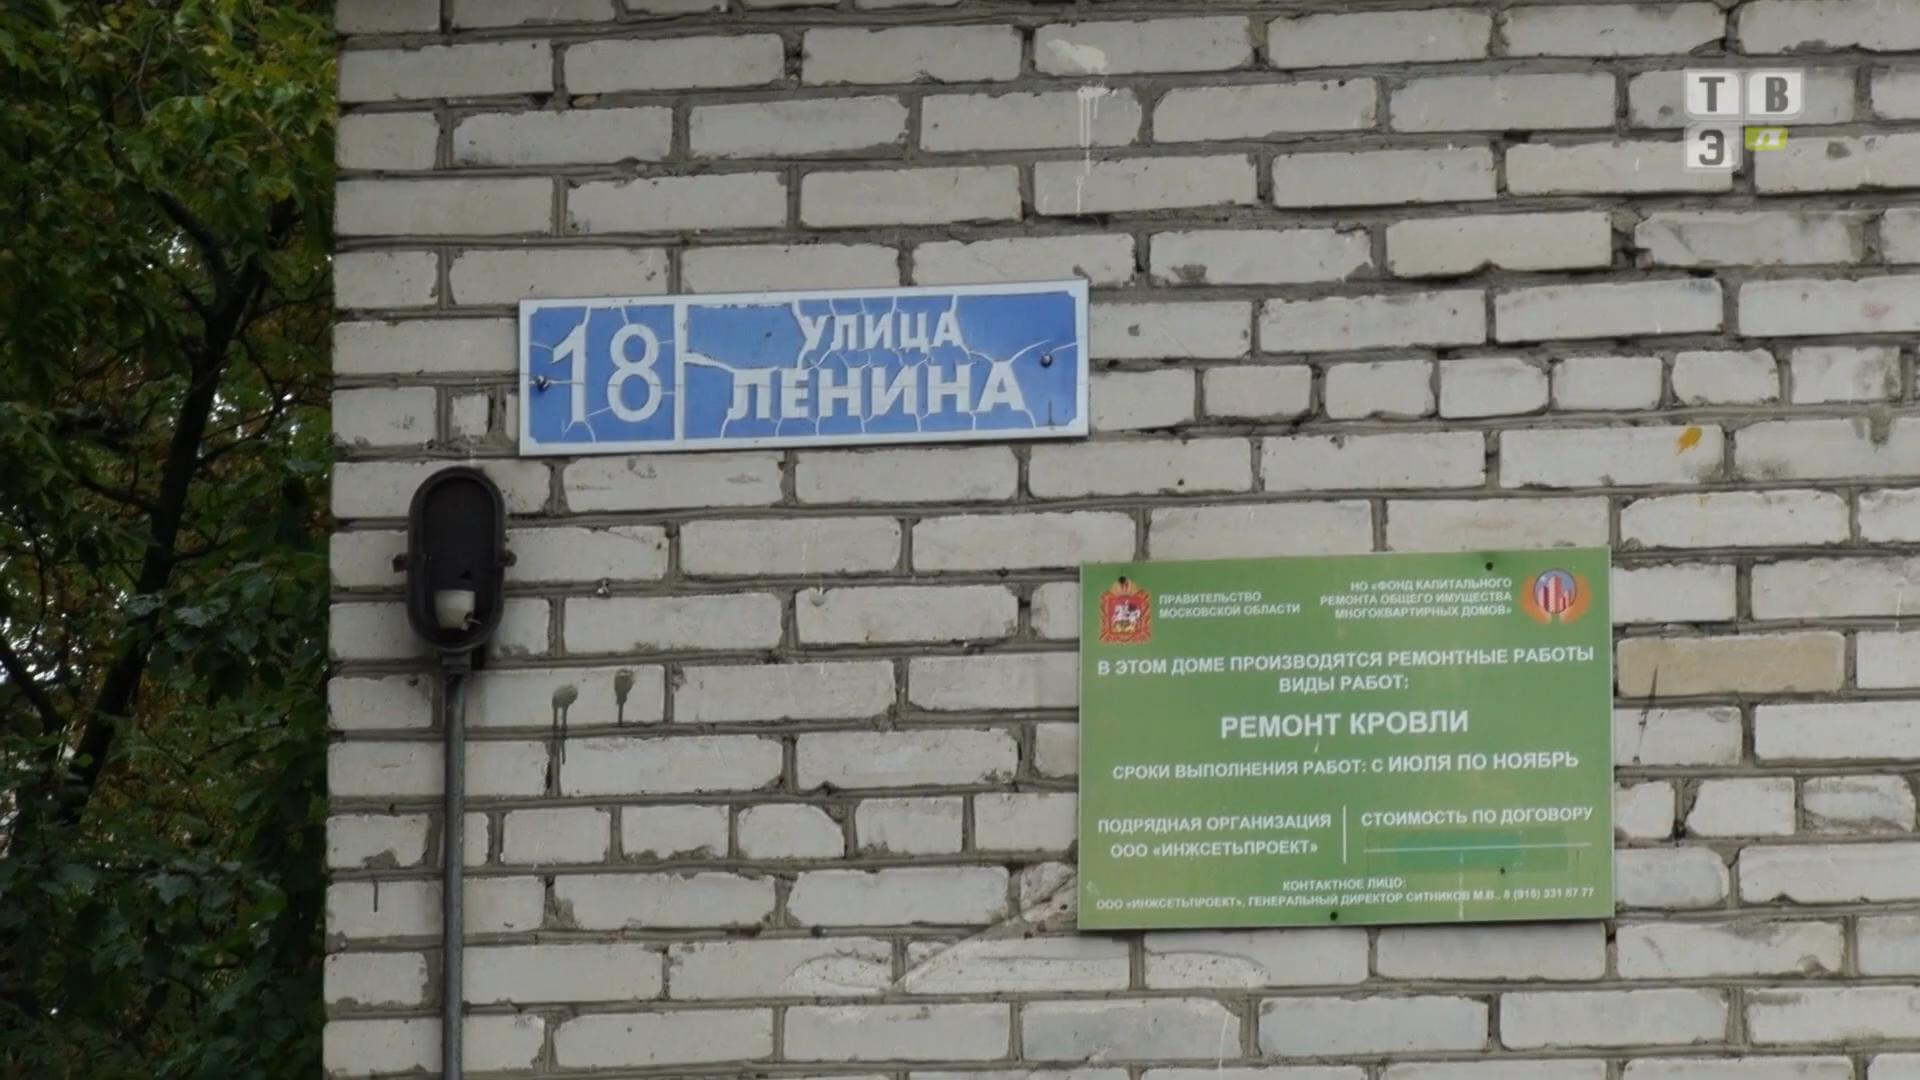 ТВ
Э Л
18 УЛИЦА
ЛЕНИНА
ПРАВИТЕЛЬСТВО
МОСКОВСКОЙ ОБЛАСТИ
НО «ФОНД КАПИТАЛЬНОГО
РЕМОНТА ОБЩЕГО ИМУЩЕСТВА
МНОГОКВАРТИРНЫХ ДОМОВ»
В ЭТОМ ДОМЕ ПРОИЗВОДЯТСЯ РЕМОНТНЫЕ РАБОТЫ
ВИДЫ РАБОТ:
РЕМОНТ КРОВЛИ
СРОКИ ВЫПОЛНЕНИЯ РАБОТ: С ИЮЛЯ ПО НОЯБРЬ
ПОДРЯДНАЯ ОРГАНИЗАЦИЯ
ООО «ИНЖСЕТЬПРОЕКТ»
СТОИМОСТЬ ПО ДОГОВОРУ
КОНТАКТНОЕ ЛИЦО:
ООО «ИНЖСЕТЬПРОЕКТ», ГЕНЕРАЛЬНЫЙ ДИРЕКТОР СИТНИКОВ М.В., 8 (915) 331 87 77